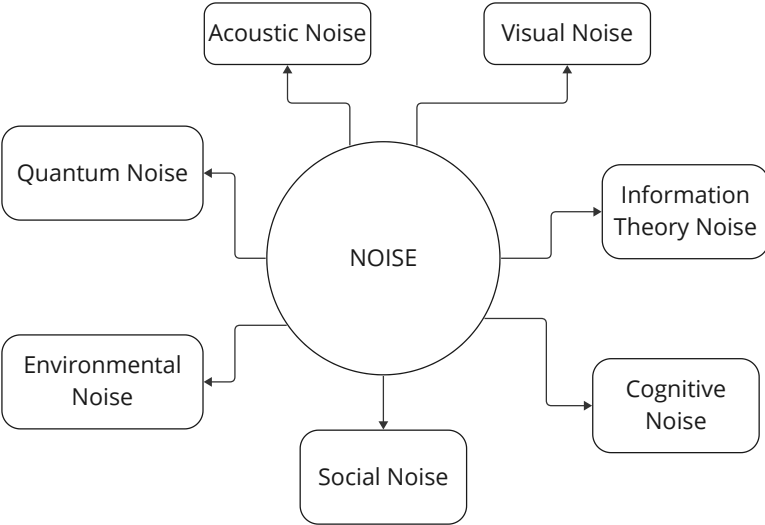 Acoustic Noise
Visual Noise
Quantum Noise
Information
Theory Noise
NOISE
Environmental
Noise
Cognitive
Noise
Social Noise